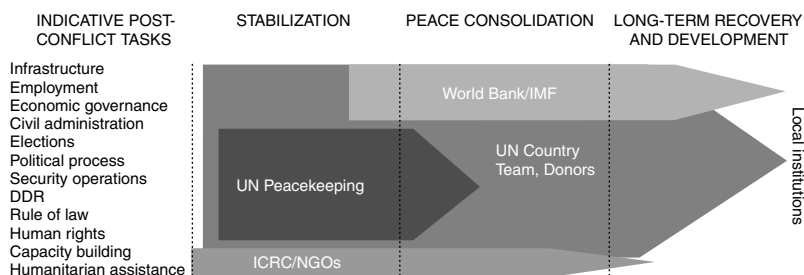 INDICATIVE POST-
CONFLICT TASKS
STABILIZATION
PEACE CONSOLIDATION
LONG-TERM RECOVERY
AND DEVELOPMENT
Infrastructure
Employment
Economic governance
Civil administration
Elections
Political process
Security operations
DDR
Rule of law
Human rights
Capacity building
Humanitarian assistance
World Bank/IMF
UN Peacekeeping
UN Country
Team, Donors
ICRC/NGOs
Local institutions